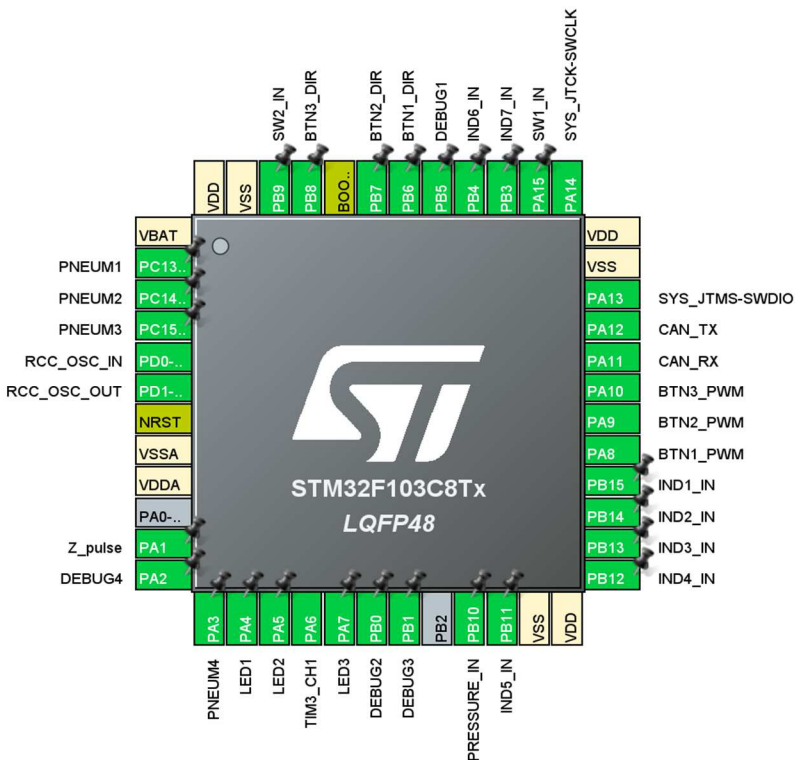 SW2_IN
BTN3_DIR
BTN2_DIR
BTN1_DIR
DEBUG1
IND6_IN
IND7_IN
SW1_IN
SYS_JTCK-SWCLK
VDD
VSS
PB9
PB8
BOO..
PB7
PB6
PB5
PB4
PB3
PA15
PA14
VBAT
PNEUM1 PC13..
PNEUM2 PC14..
PNEUM3 PC15..
RCC_OSC_IN PD0-..
RCC_OSC_OUT PD1-..
NRST
VSSA
VDDA
PA0-..
Z_pulse PA1
DEBUG4 PA2
ST
STM32F103C8Tx
LQFP48
VDD
VSS
PA13 SYS_JTMS-SWDIO
PA12 CAN_TX
PA11 CAN_RX
PA10 BTN3_PWM
PA9 BTN2_PWM
PA8 BTN1_PWM
PB15 IND1_IN
PB14 IND2_IN
PB13 IND3_IN
PB12 IND4_IN
PA3
PA4
PA5
PA6
PA7
PB0
PB1
PB2
PB10
PB11
VSS
VDD
PNEUM4
LED1
LED2
TIM3_CH1
LED3
DEBUG2
DEBUG3
PRESSURE_IN
IND5_IN